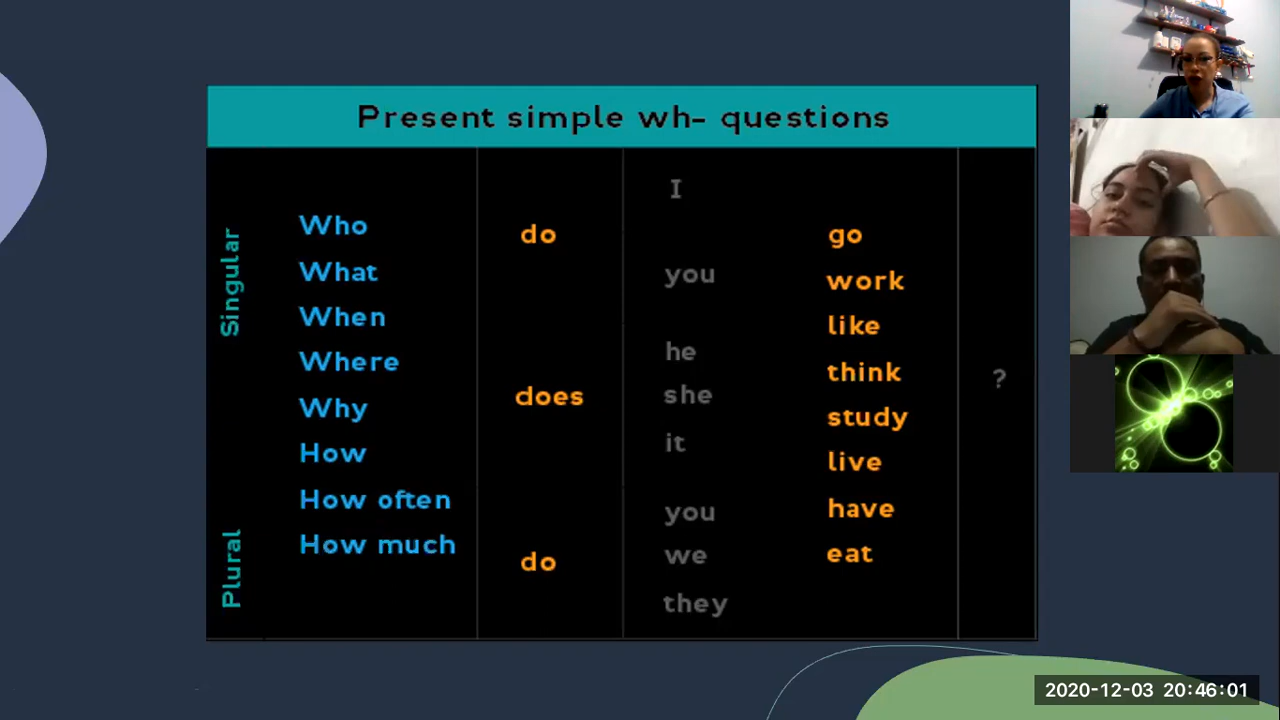 Present simple wh- questions
Singular
Who
What
When
Where
Why
How
How often
How much
Plural
do
does
do
I
you
he
she
it
you
we
they
go
work
like
think
study
live
have
eat
?
2020-12-03 20:46:01